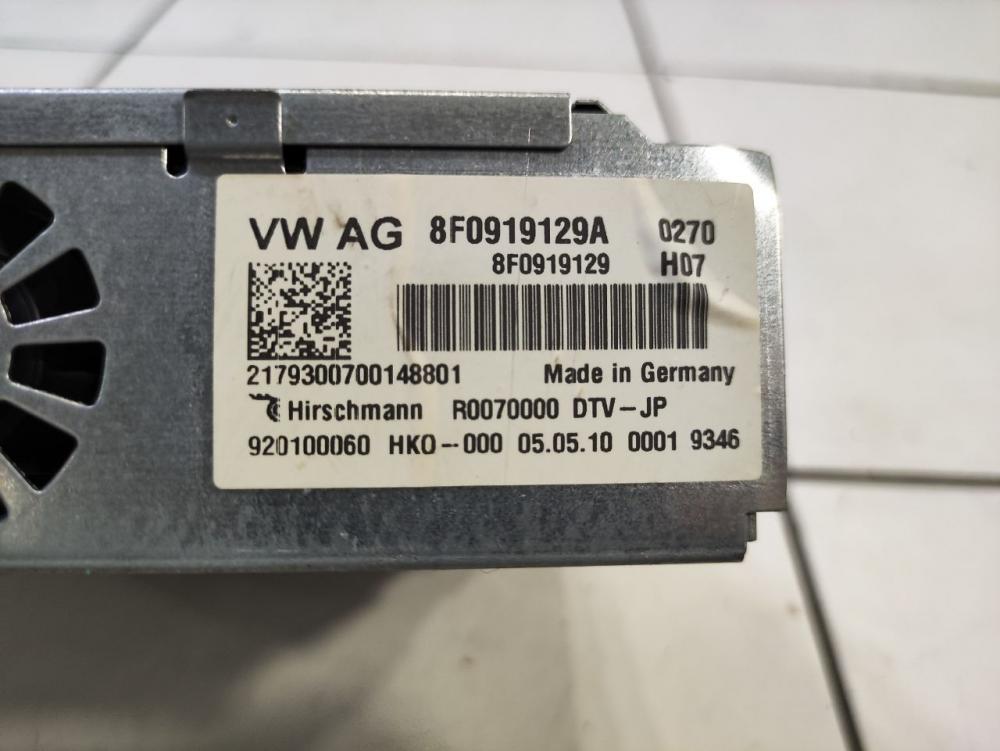 VW AG 8F0919129A 0270
8F0919129 H07
2179300700148801 Made in Germany
Hirschmann R0070000 DTV-JP
920100060 HKO-000 05.05.10 0001 9346